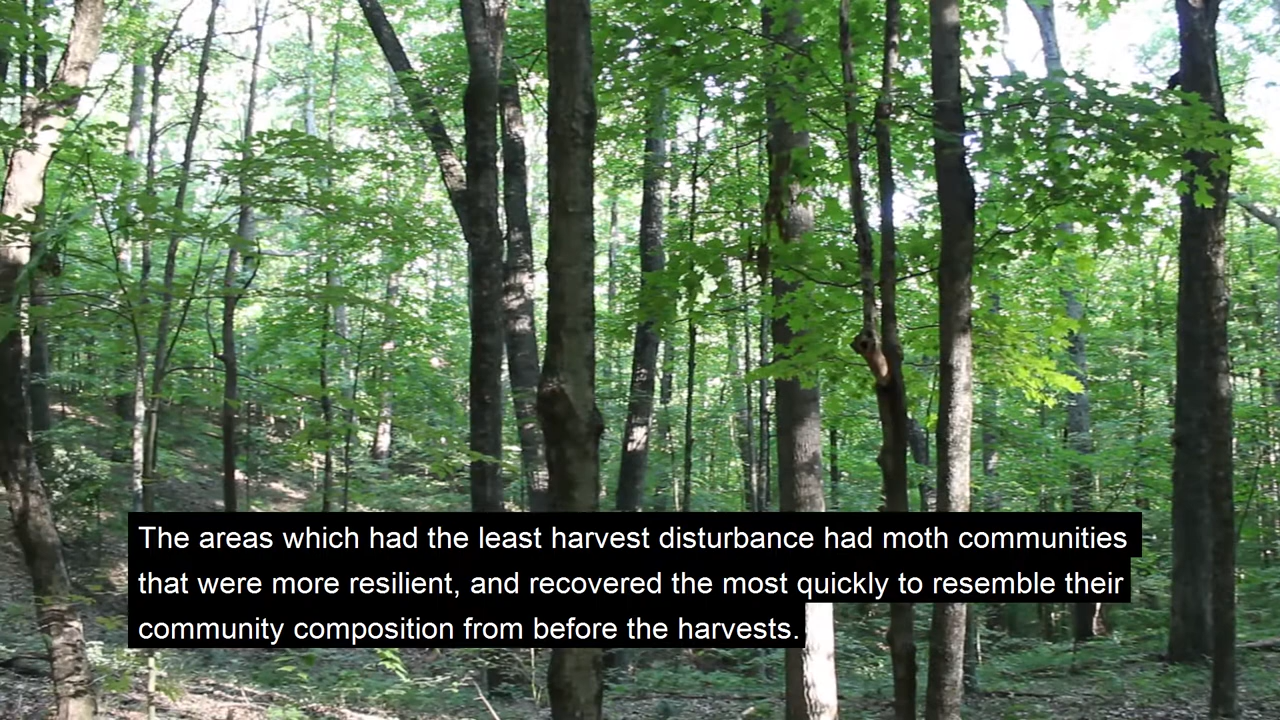 The areas which had the least harvest disturbance had moth communities
that were more resilient, and recovered the most quickly to resemble their
community composition from before the harvests.